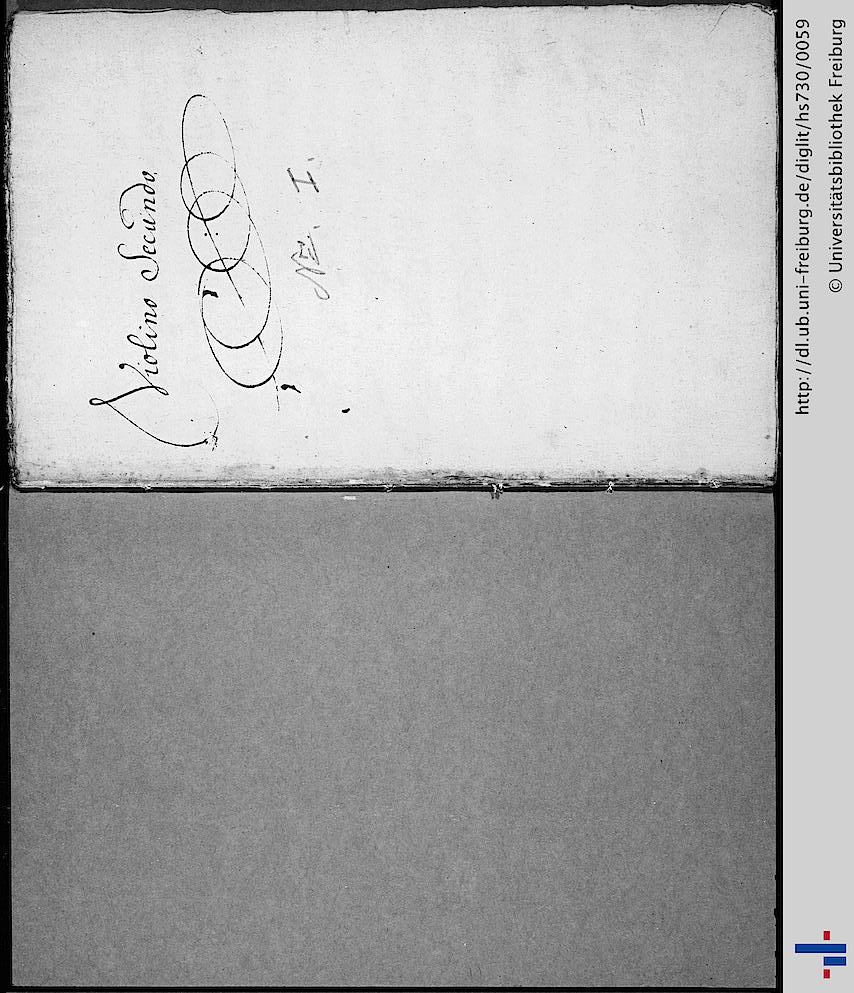 Violino Secundo
No. I.
http://dl.ub.uni-freiburg.de/diglit/hs730/0059
© Universitätsbibliothek Freiburg